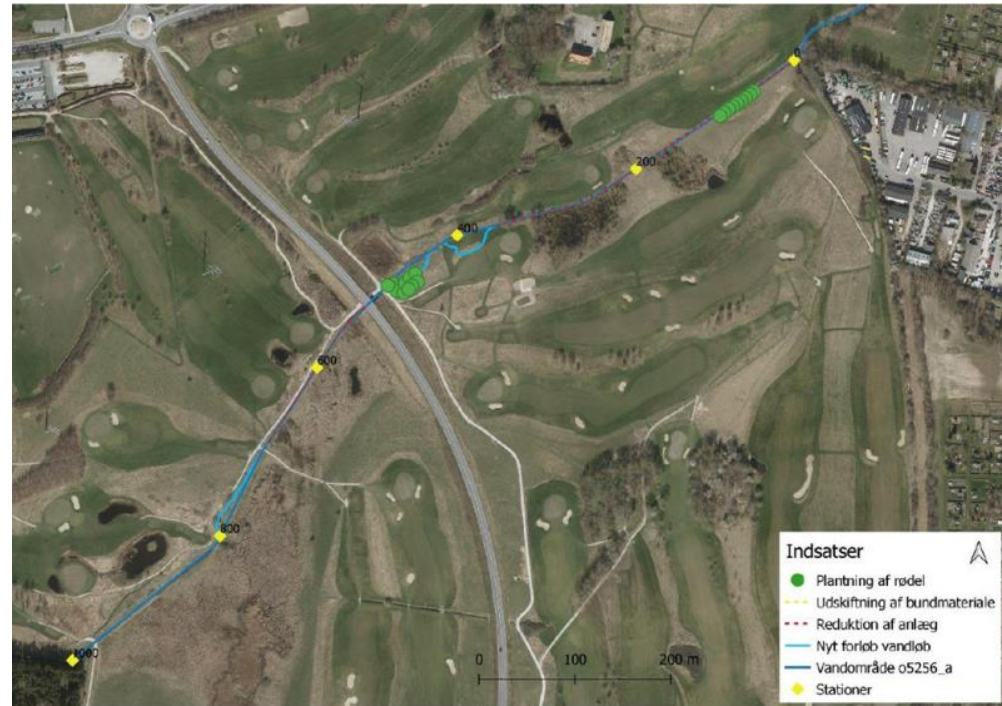 0
200
400
600
800
1000
Indsatser
Plantning af rødel
Udskiftning af bundmateriale
Reduktion af anlæg
Nyt forløb vandløb
Vandområde o5256_a
Stationer
0 100 200 m